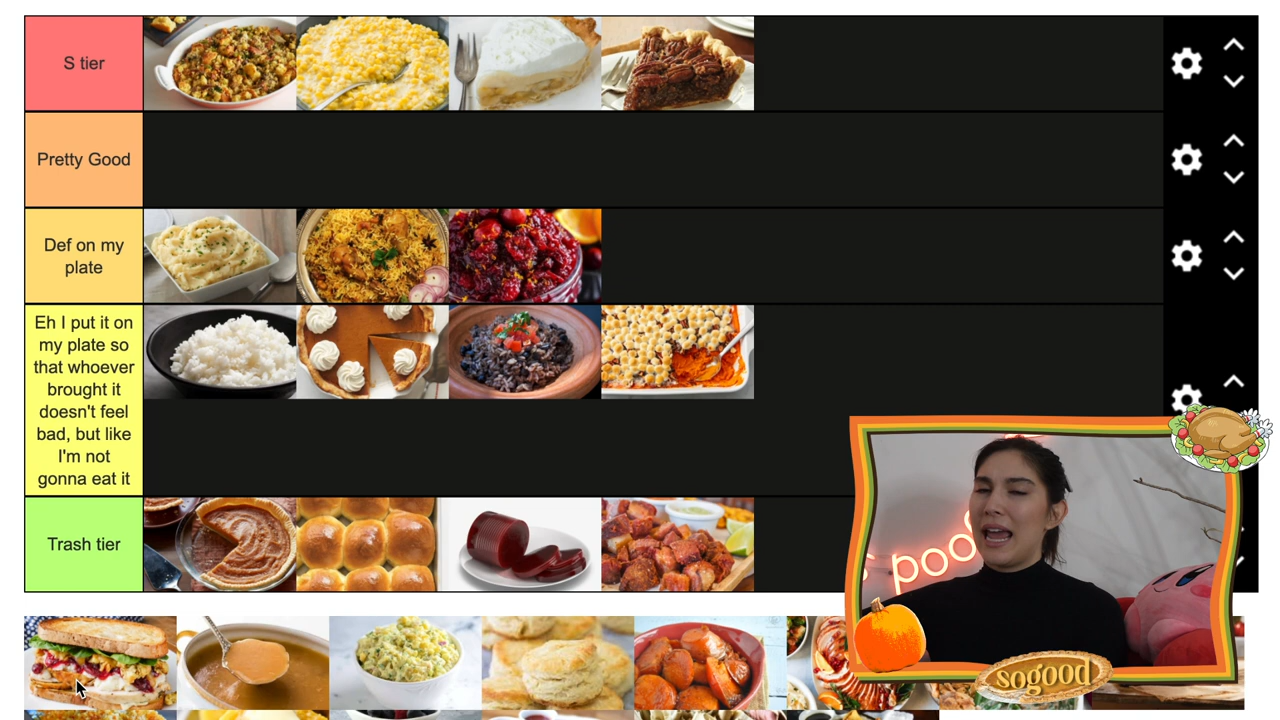 S tier
Pretty Good
Def on my
plate
Eh I put it on
my plate so
that whoever
brought it
doesn't feel
bad, but like
I'm not
gonna eat it
Trash tier
poo
sogood